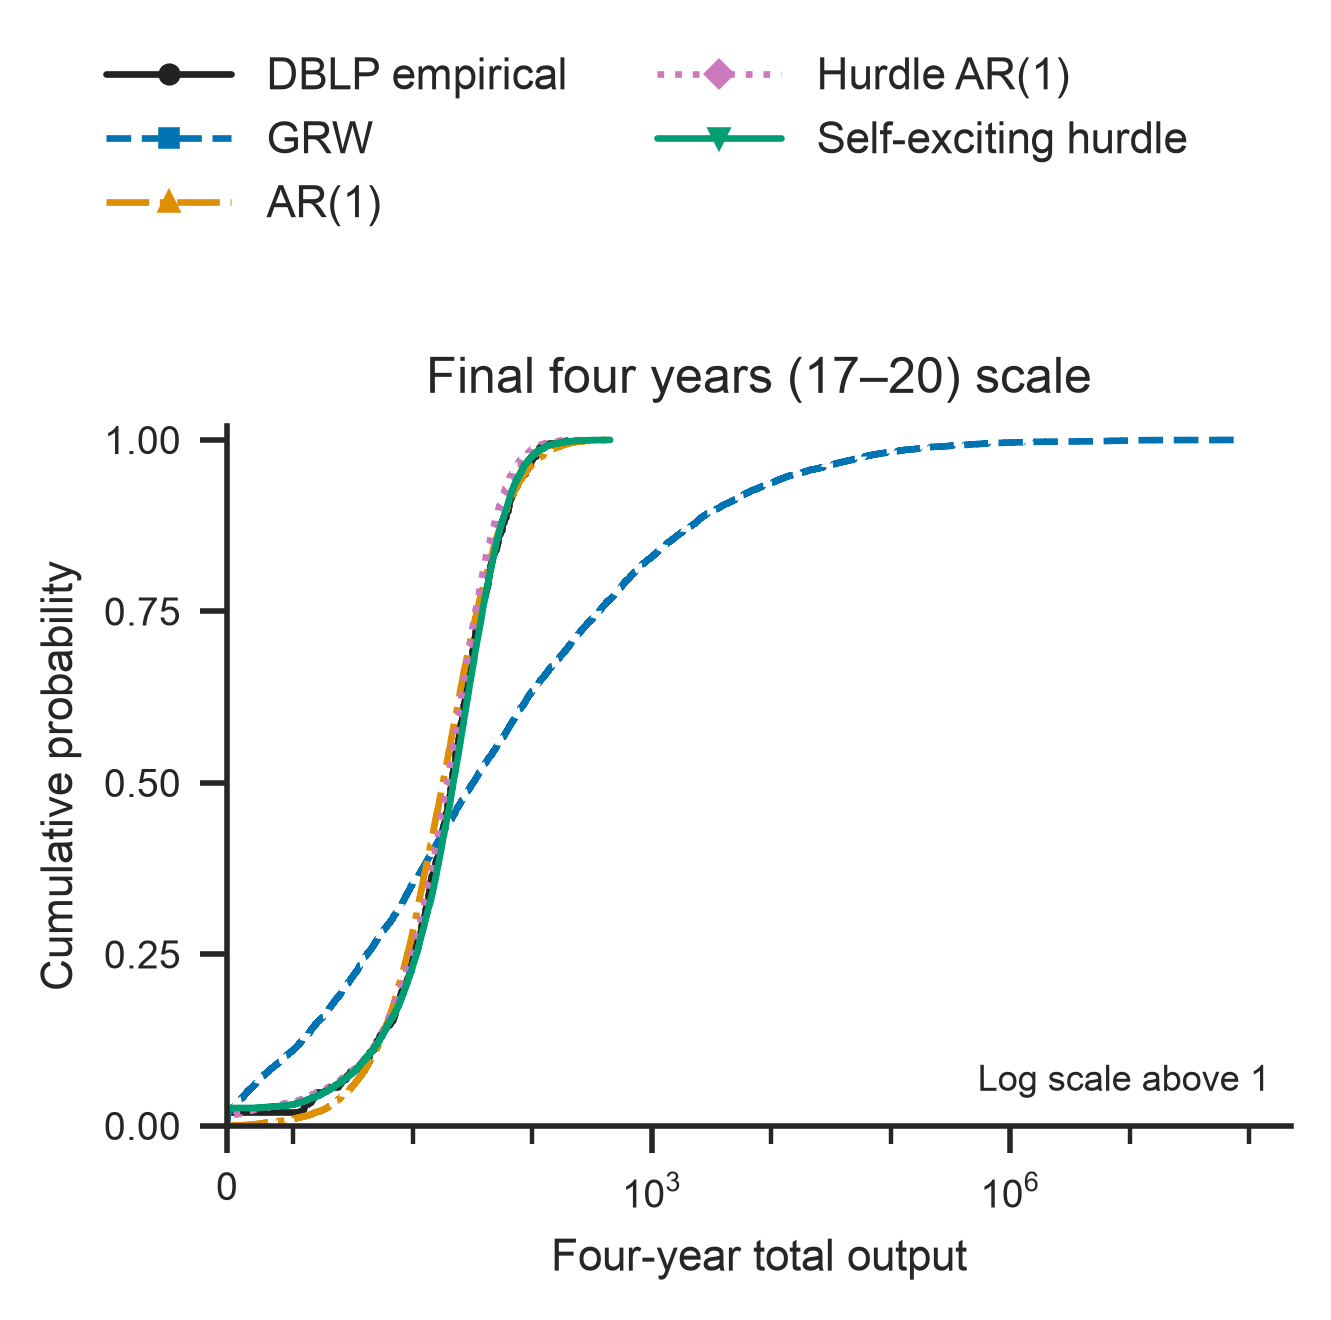 DBLP empirical
GRW
AR(1)
Hurdle AR(1)
Self-exciting hurdle
Final four years (17–20) scale
Cumulative probability
1.00
0.75
0.50
0.25
0.00
Log scale above 1
0
10³
10⁶
Four-year total output